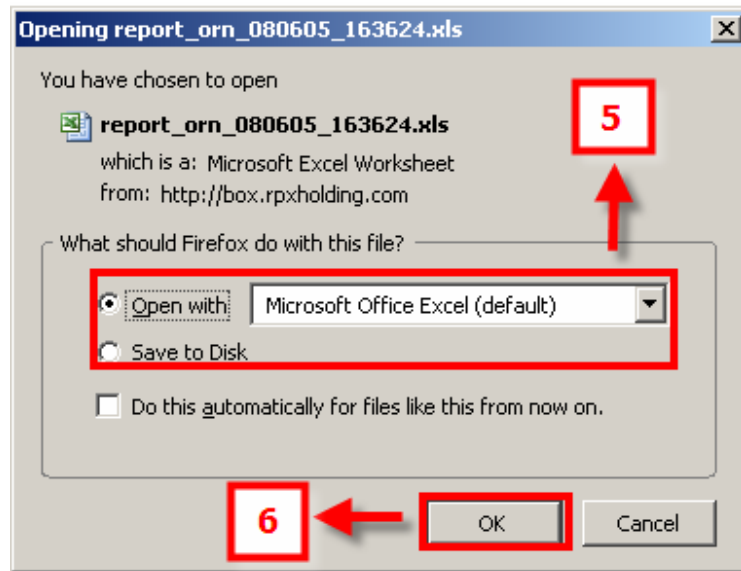 Opening report_orn_080605_163624.xls
You have chosen to open
report_orn_080605_163624.xls
5
which is a: Microsoft Excel Worksheet
from: http://box.rpxholding.com
What should Firefox do with this file?
Open with Microsoft Office Excel (default)
Save to Disk
Do this automatically for files like this from now on.
6 OK Cancel